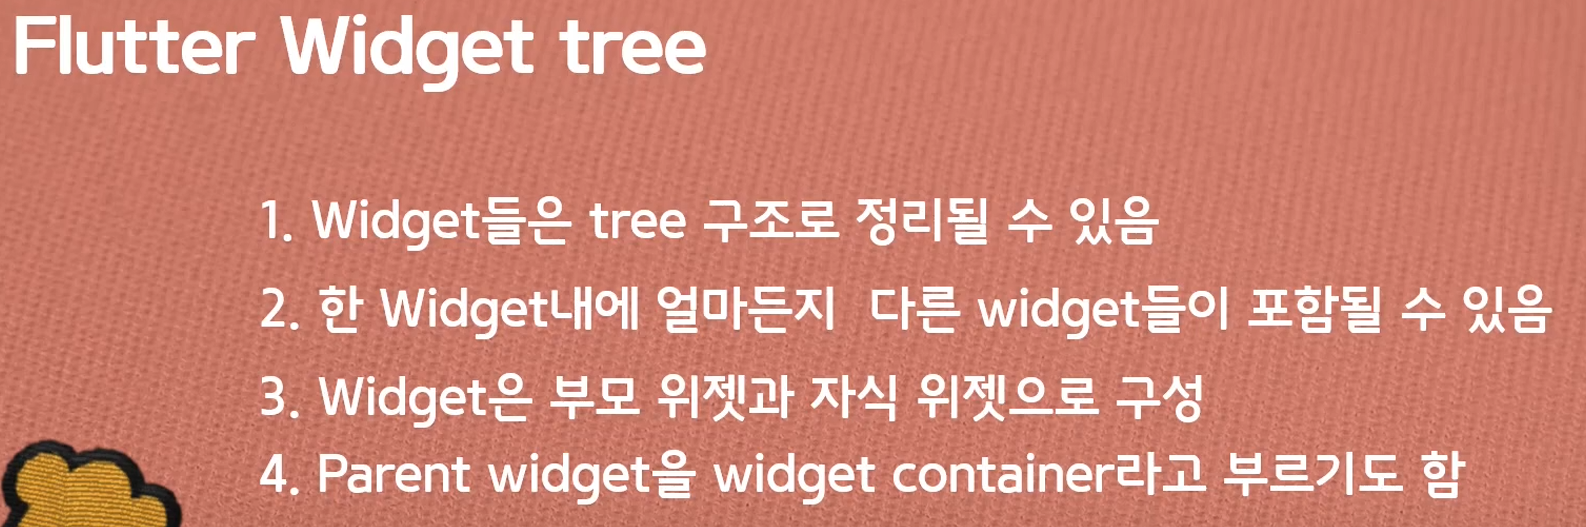 Flutter Widget tree
1. Widget들은 tree 구조로 정리될 수 있음
2. 한 Widget내에 얼마든지 다른 widget들이 포함될 수 있음
3. Widget은 부모 위젯과 자식 위젯으로 구성
4. Parent widget을 widget container라고 부르기도 함